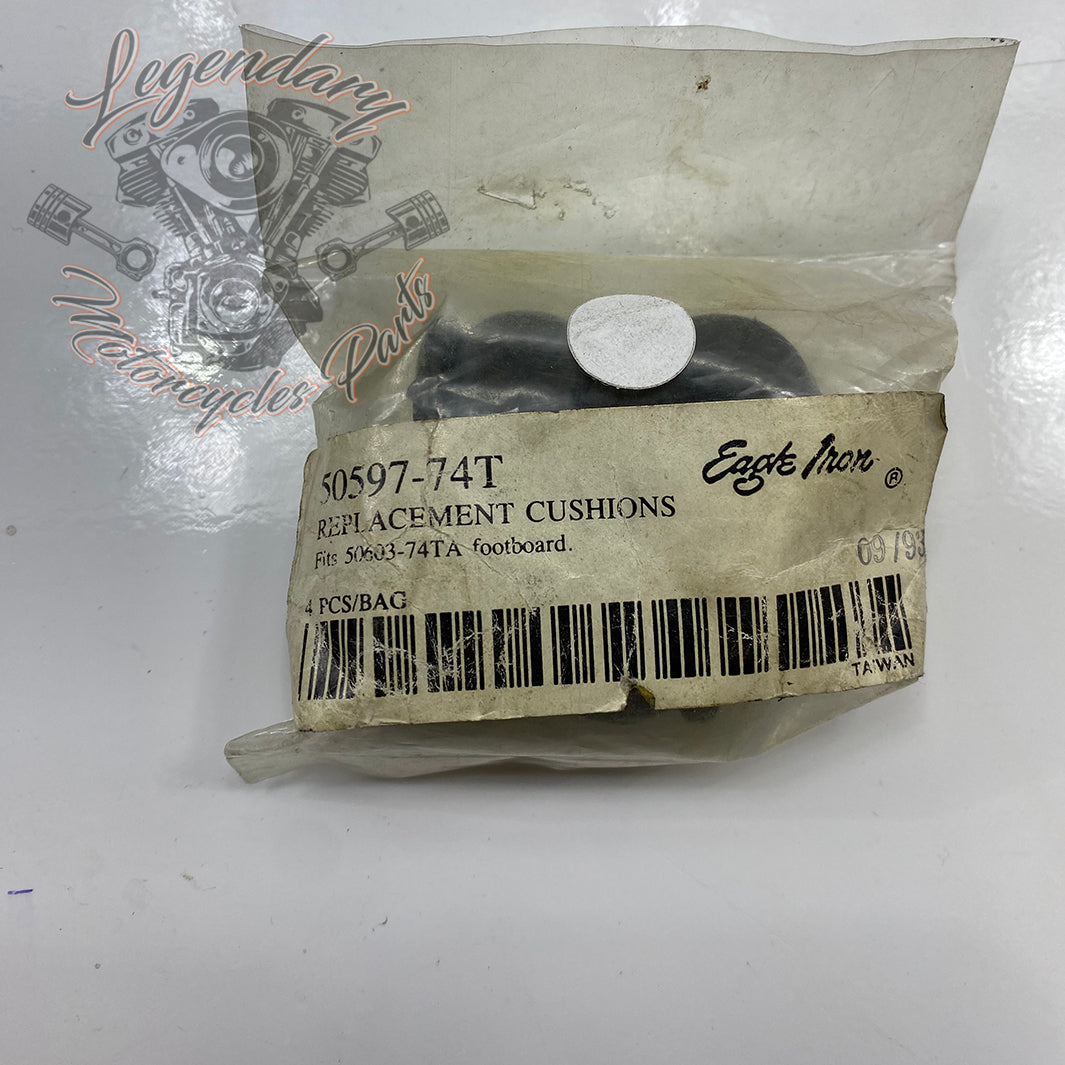 Legendary
Motorcycles Parts
50597-74T
Eagle Iron ®
REPLACEMENT CUSHIONS
Fits 50603-74TA footboard.
09/93
4 PCS/BAG
TAIWAN